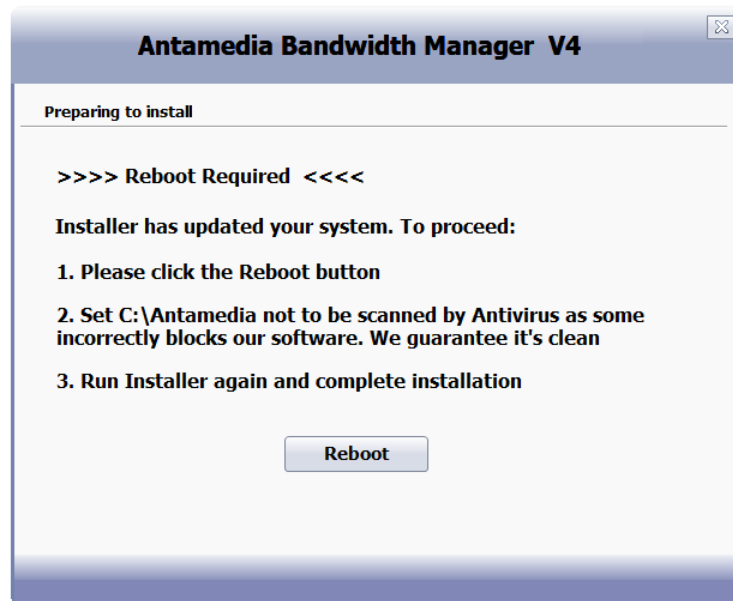 Antamedia Bandwidth Manager V4
Preparing to install
>>>> Reboot Required <<<<
Installer has updated your system. To proceed:
1. Please click the Reboot button
2. Set C:\Antamedia not to be scanned by Antivirus as some
incorrectly blocks our software. We guarantee it's clean
3. Run Installer again and complete installation
Reboot